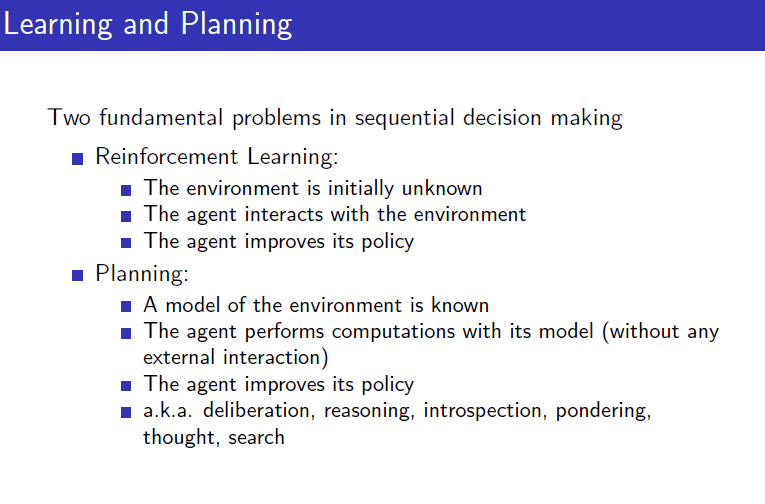 Learning and Planning
Two fundamental problems in sequential decision making
Reinforcement Learning:
The environment is initially unknown
The agent interacts with the environment
The agent improves its policy
Planning:
A model of the environment is known
The agent performs computations with its model (without any
external interaction)
The agent improves its policy
a.k.a. deliberation, reasoning, introspection, pondering,
thought, search